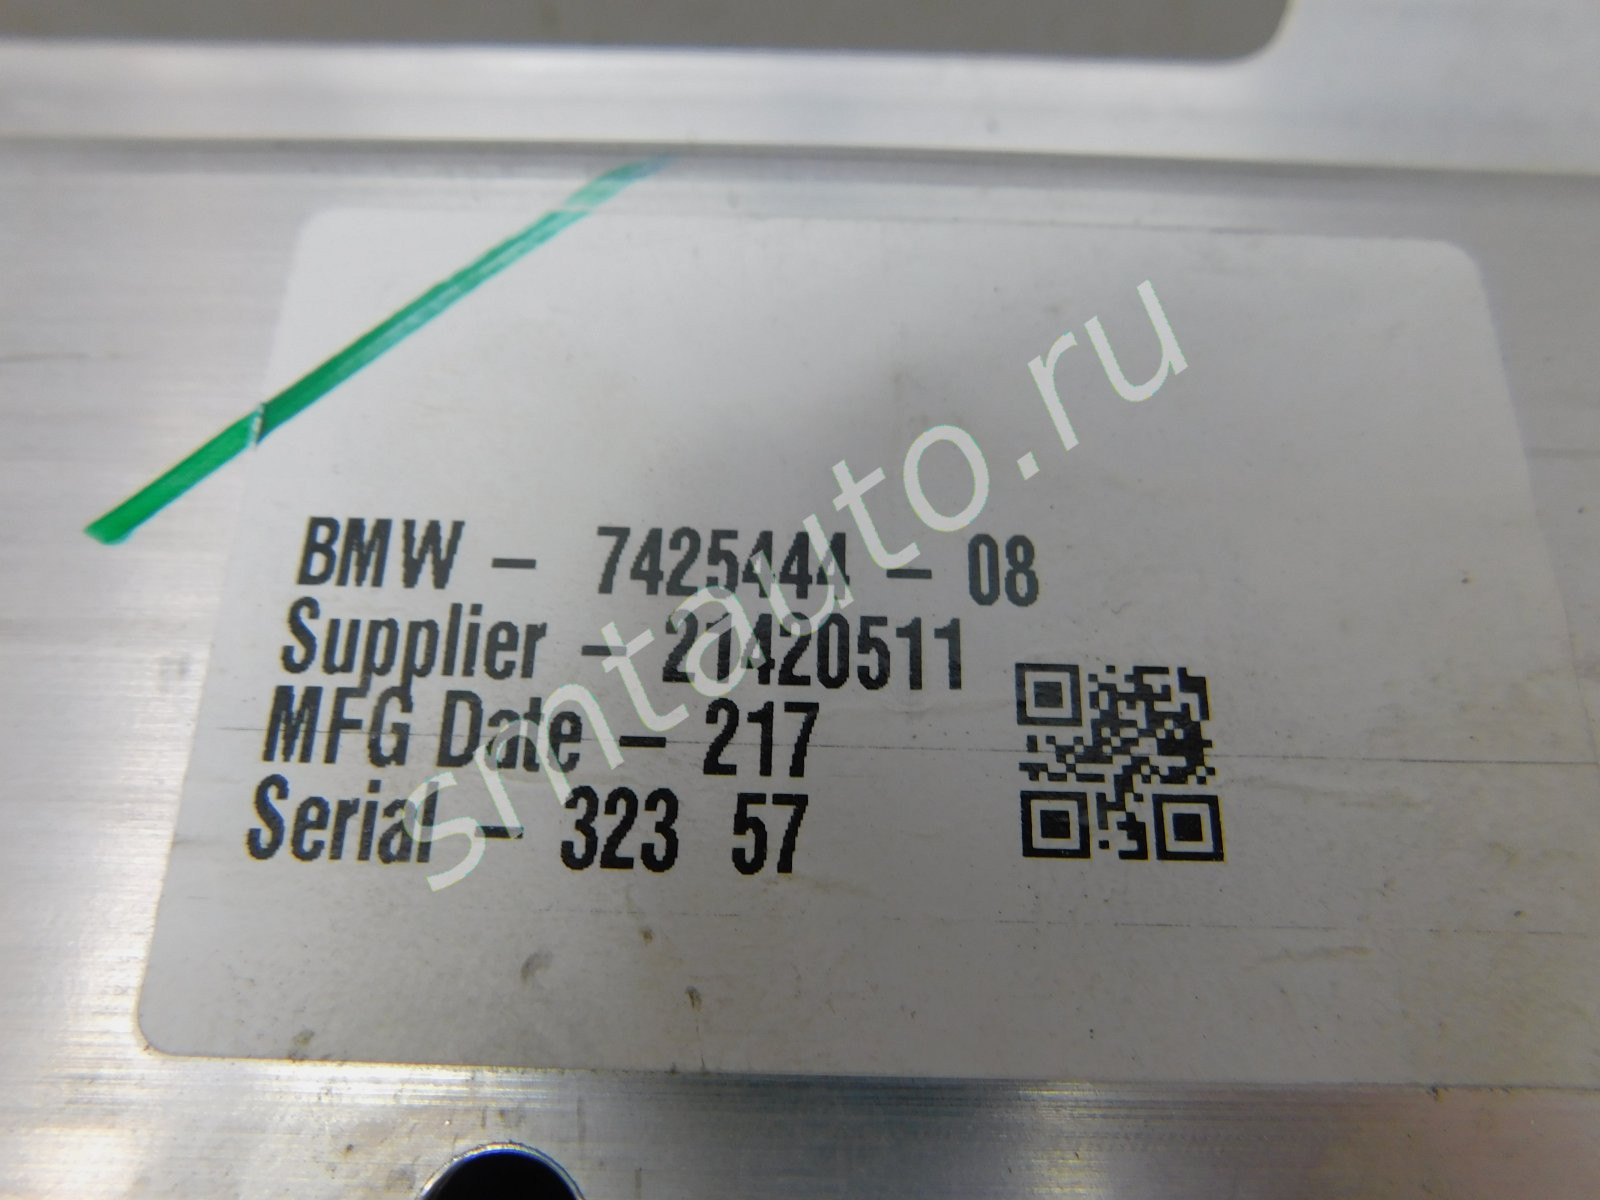 BMW – 7425444 – 08
Supplier – 21420511
MFG Date – 217
Serial – 323 57
smtauto.ru